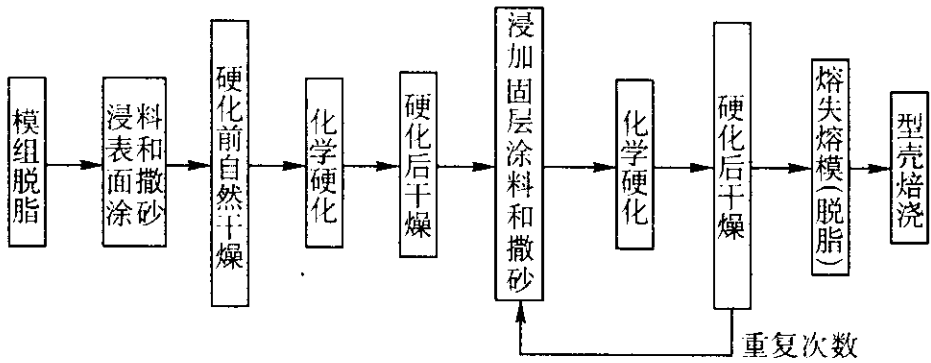 模组脱脂
浸表面涂料和撒砂
硬化前自然干燥
化学硬化
硬化后干燥
浸加固层涂料和撒砂
化学硬化
硬化后干燥
熔失熔模(脱脂)
型壳焙浇
重复次数